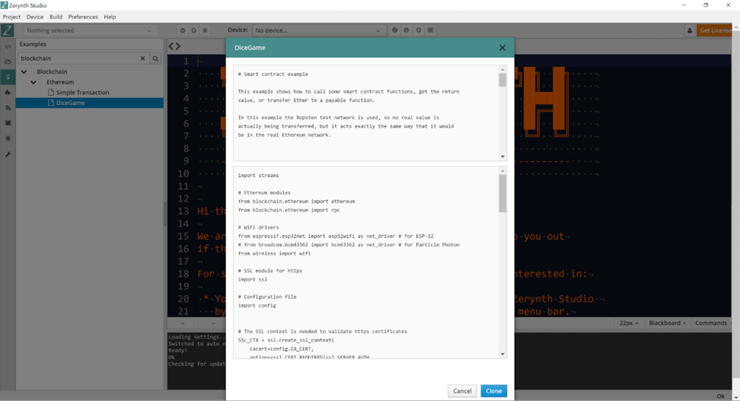 Zerynth Studio
Project Device Build Preferences Help
Nothing selected
Device:
No device...
Get License
Examples
blockchain
Blockchain
Ethereum
Simple Transaction
DiceGame
DiceGame
# Smart contract example
This example shows how to call some smart contract functions, get the return
value, or transfer Ether to a payable function.
In this example the Ropsten test network is used, so no real value is
actually being transferred, but it acts exactly the same way that it would
be in the real Ethereum network.
import streams
# Ethereum modules
from blockchain.ethereum import ethereum
from blockchain.ethereum import rpc
# WiFi drivers
from espressif.esp32net import esp32wifi as net_driver # for ESP-32
# from broadcom.bcm43362 import bcm43362 as net_driver # for Particle Photon
from wireless import wifi
# SSL module for https
import ssl
# Configuration file
import config
# The SSL context is needed to validate https certificates
SSL_CTX = ssl.create_ssl_context(
cacert=config.CA_CERT,
options=ssl.CERT_REQUIRED|ssl.SERVER_AUTH
Cancel
Clone
1
2
3
4
5
6
7
8
9
10
11
12
13 Hi th
14
15 We ar you out
16 if th
17
18 For s terested in:
19
20 * Yo Zerynth Studio
21 by menu bar.
22px
Blackboard
Commands
Loading settings..
Switched to auto
Ready!
Ok
Checking for updat
Ok